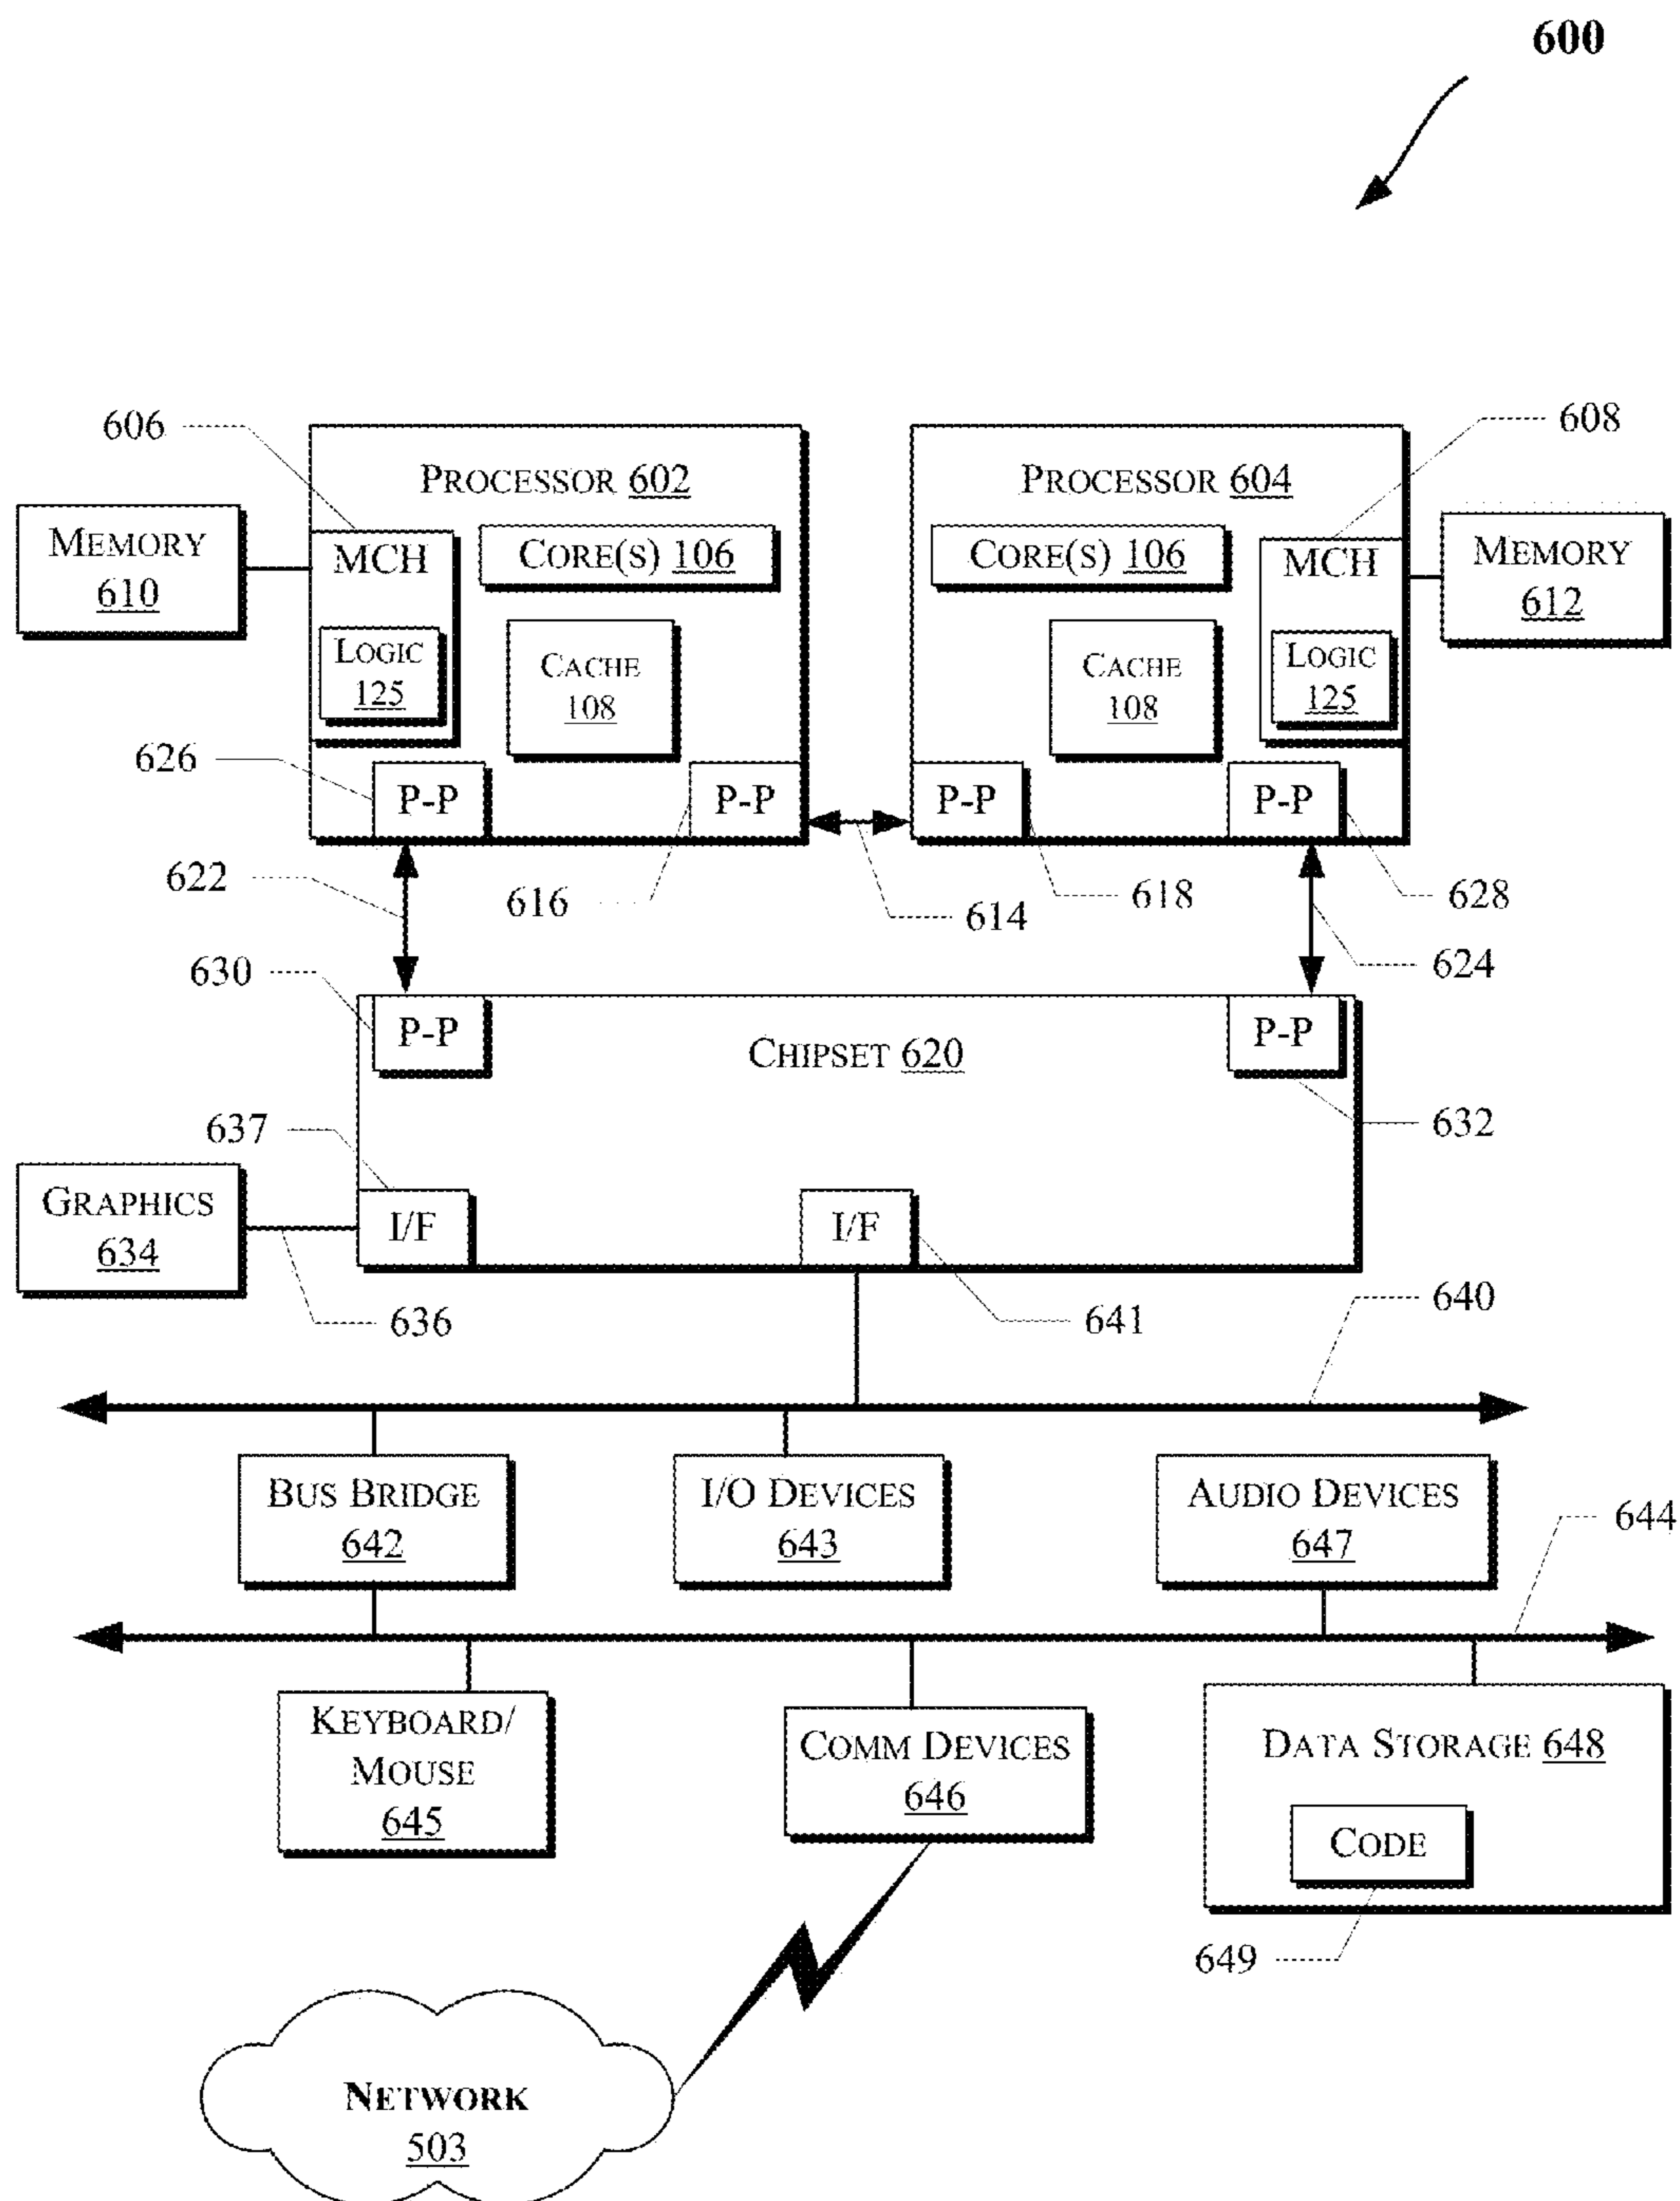 600
606
608
PROCESSOR 602
PROCESSOR 604
MEMORY
610
MCH
CORE(S) 106
CORE(S) 106
MCH
MEMORY
612
LOGIC
125
CACHE
108
CACHE
108
LOGIC
125
626
P-P
P-P
P-P
P-P
622
616
614
618
628
630
624
P-P
CHIPSET 620
P-P
637
632
GRAPHICS
634
I/F
I/F
636
641
640
BUS BRIDGE
642
I/O DEVICES
643
AUDIO DEVICES
647
644
KEYBOARD/
MOUSE
645
COMM DEVICES
646
DATA STORAGE 648
CODE
649
NETWORK
503